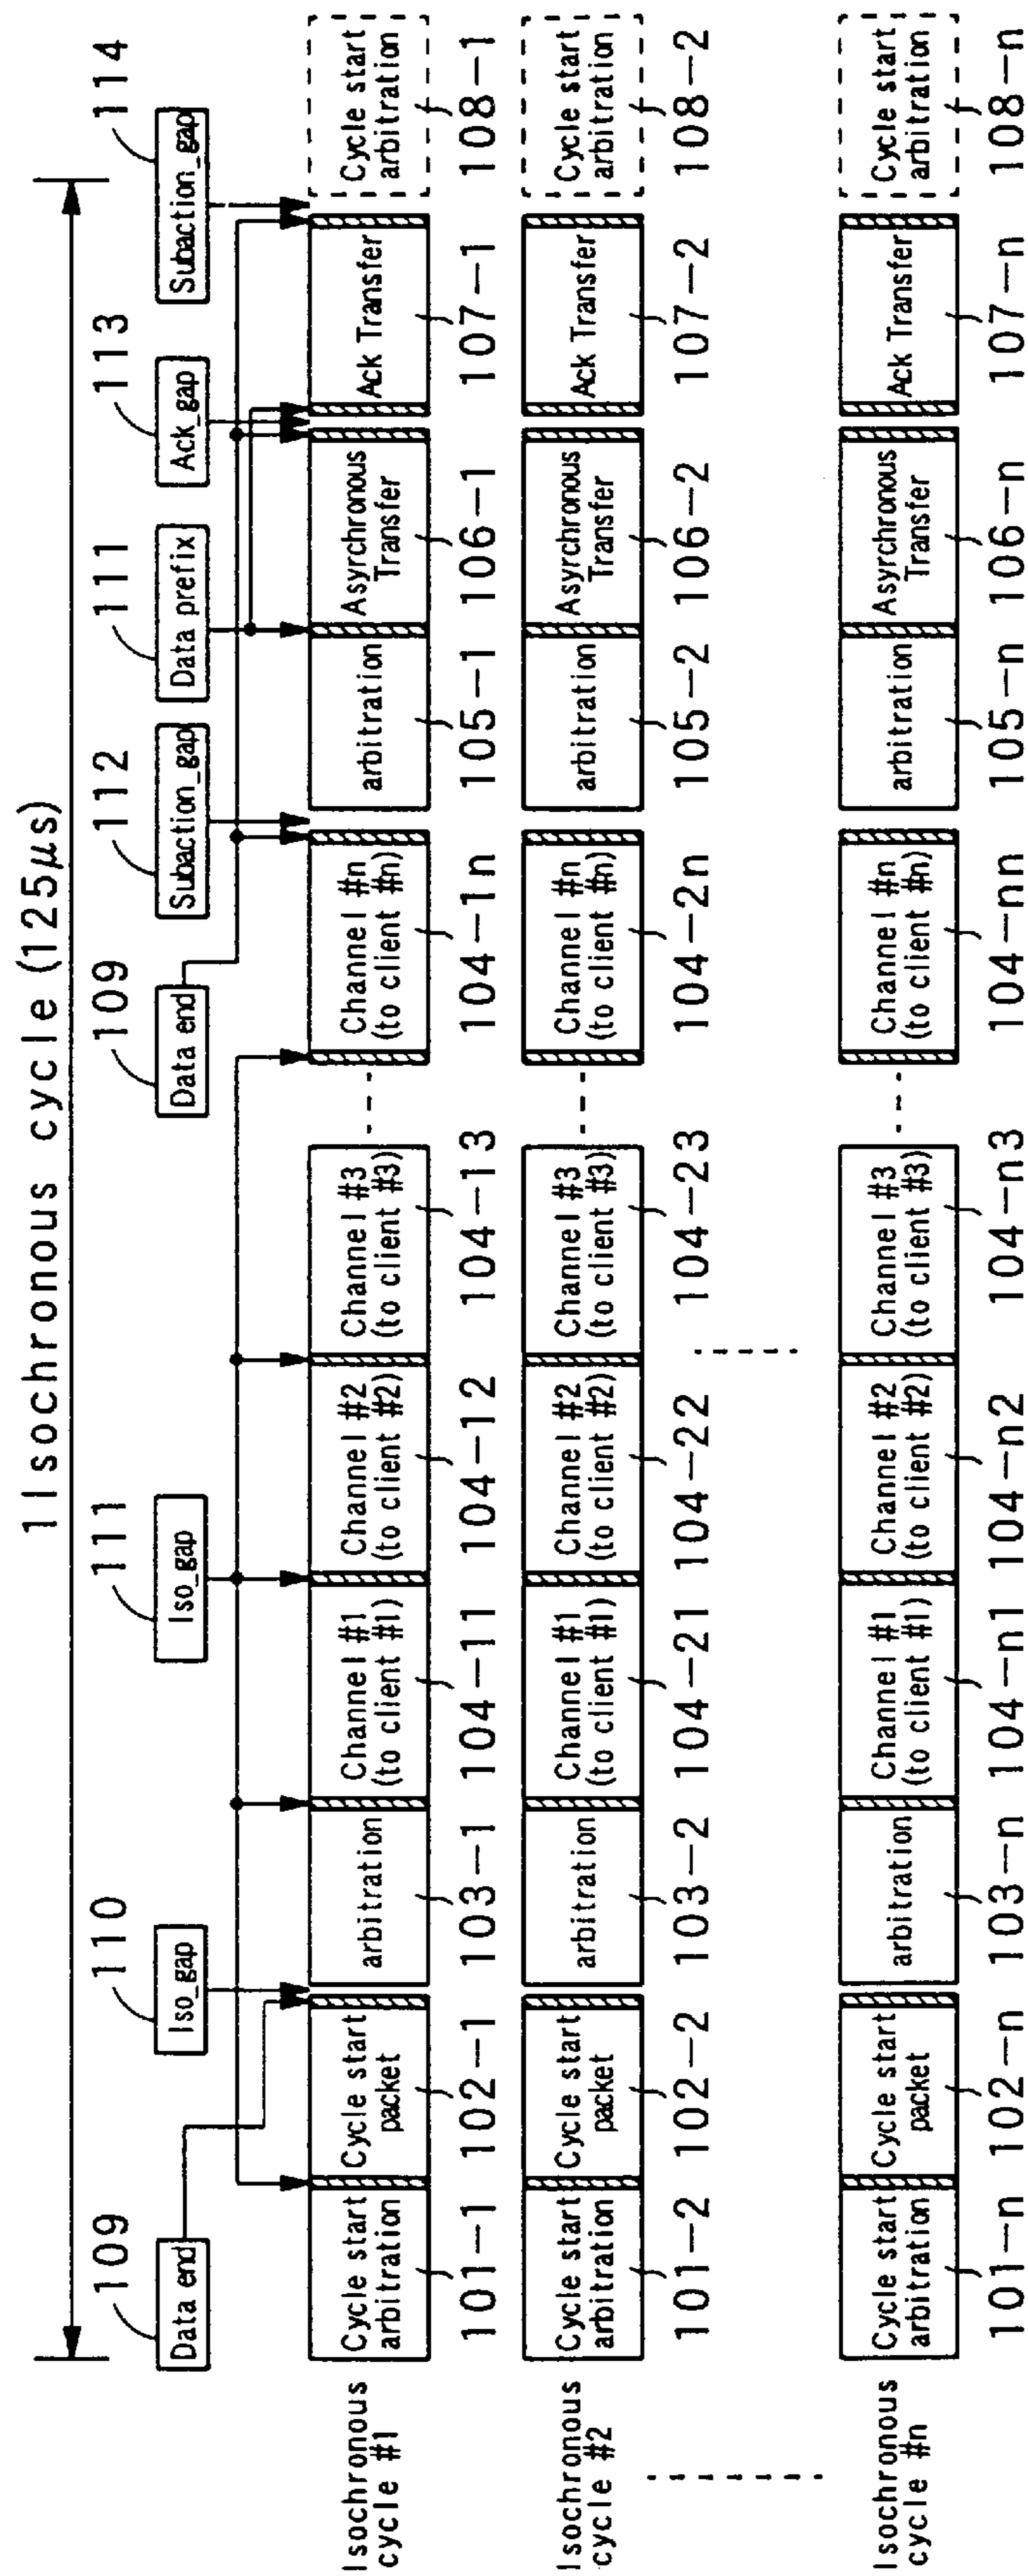 1 Isochronous cycle (125μs)
109
110
111
109
112
111
113
114
Data end
Iso_gap
Iso_gap
Data end
Subaction_gap
Data prefix
Ack_gap
Subaction_gap
Isochronous
cycle #1
Cycle start
arbitration
Cycle start
packet
arbitration
Channel #1
(to client #1)
Channel #2
(to client #2)
Channel #3
(to client #3)
Channel #n
(to client #n)
arbitration
Asyrchronous
Transfer
Ack Transfer
Cycle start
arbitration
101-1
102-1
103-1
104-11
104-12
104-13
104-1n
105-1
106-1
107-1
108-1
Isochronous
cycle #2
Cycle start
arbitration
Cycle start
packet
arbitration
Channel #1
(to client #1)
Channel #2
(to client #2)
Channel #3
(to client #3)
Channel #n
(to client #n)
arbitration
Asyrchronous
Transfer
Ack Transfer
Cycle start
arbitration
101-2
102-2
103-2
104-21
104-22
104-23
104-2n
105-2
106-2
107-2
108-2
Isochronous
cycle #n
Cycle start
arbitration
Cycle start
packet
arbitration
Channel #1
(to client #1)
Channel #2
(to client #2)
Channel #3
(to client #3)
Channel #n
(to client #n)
arbitration
Asyrchronous
Transfer
Ack Transfer
Cycle start
arbitration
101-n
102-n
103-n
104-n1
104-n2
104-n3
104-nn
105-n
106-n
107-n
108-n